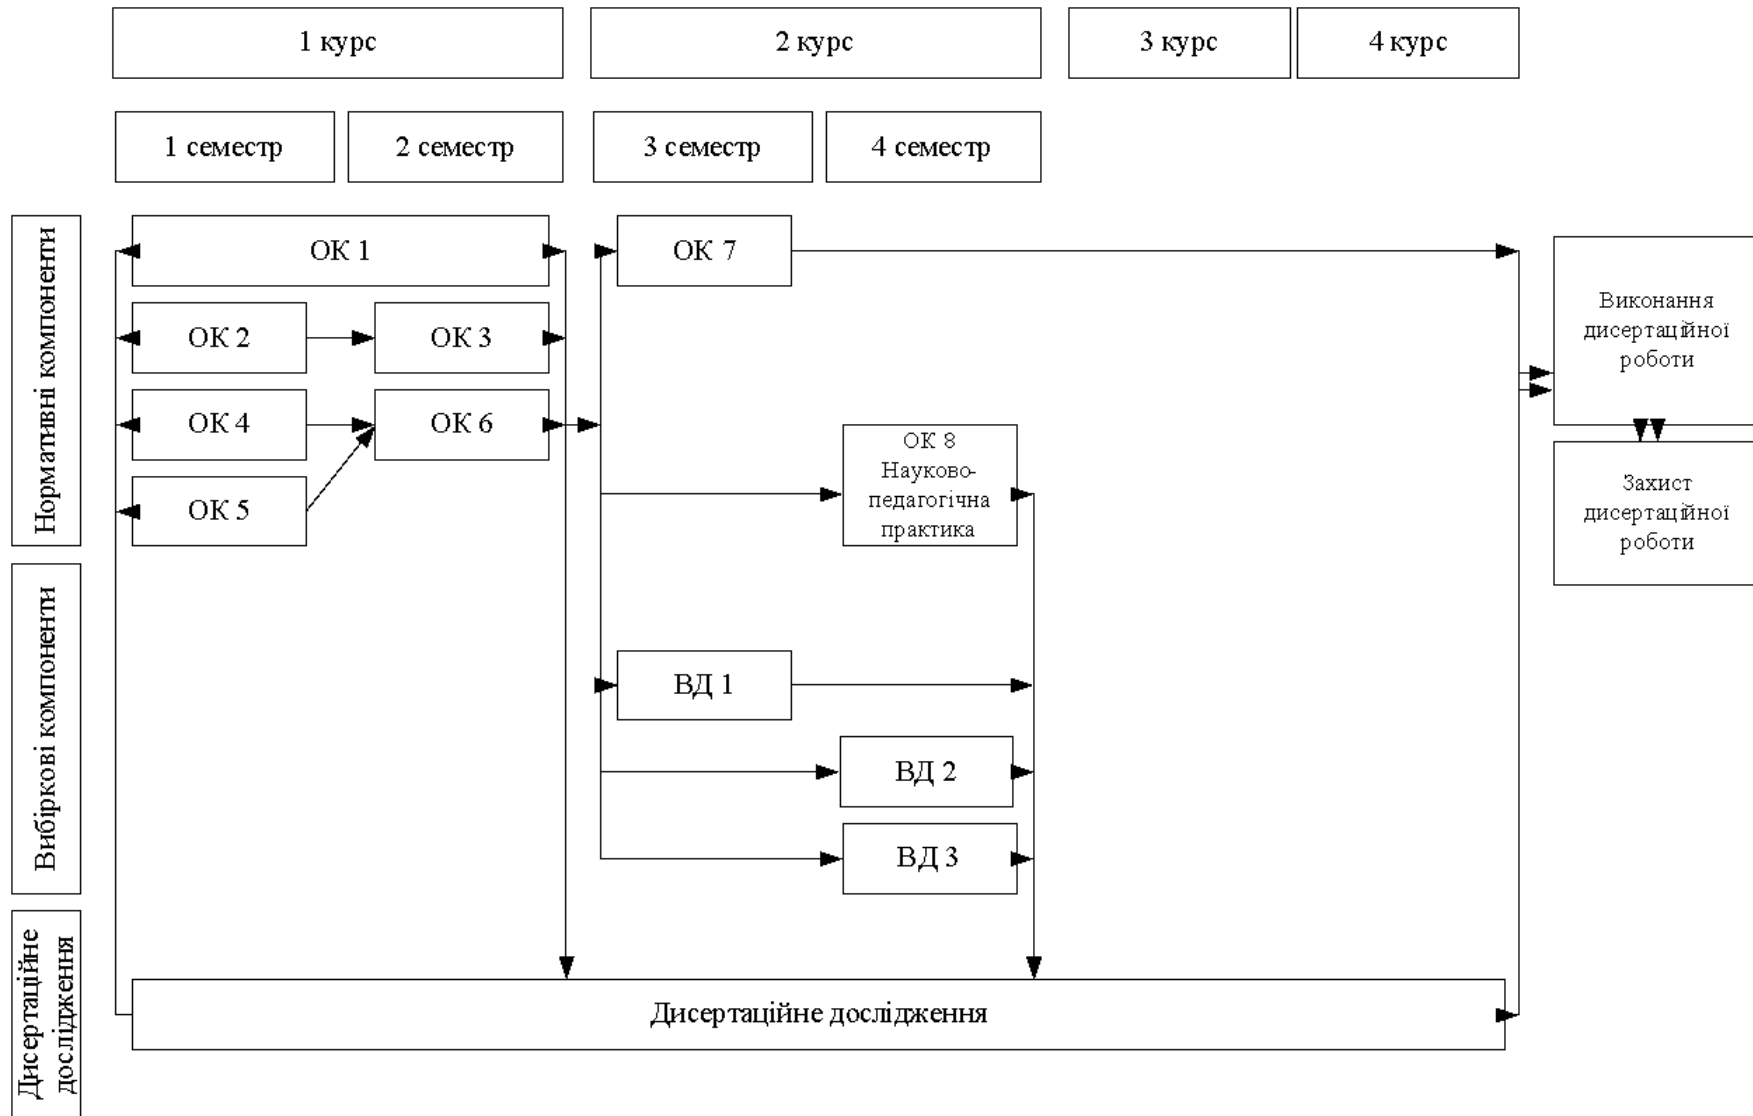 1 курс
2 курс
3 курс
4 курс
1 семестр
2 семестр
3 семестр
4 семестр
Нормативні компоненти
ОК 1
ОК 7
ОК 2
ОК 3
ОК 4
ОК 6
ОК 5
ОК 8
Науково-
педагогічна
практика
Виконання
дисертаційної
роботи
Захист
дисертаційної
роботи
Вибіркові компоненти
ВД 1
ВД 2
ВД 3
Дисертаційне
дослідження
Дисертаційне дослідження